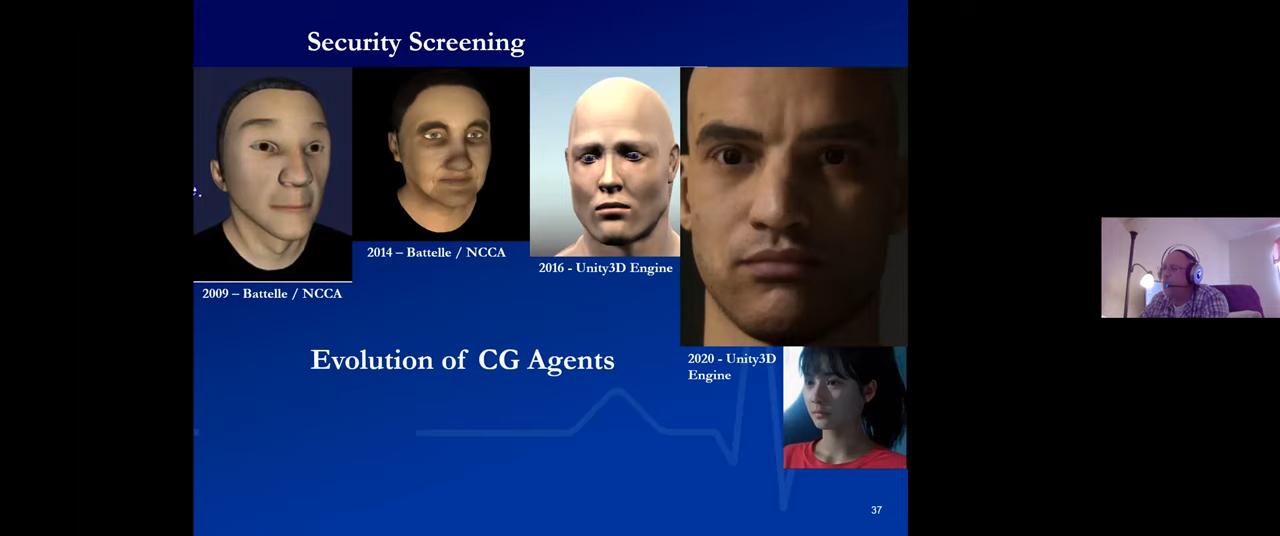 Security Screening
2009 – Battelle / NCCA
2014 – Battelle / NCCA
2016 - Unity3D Engine
2020 - Unity3D
Engine
Evolution of CG Agents
37